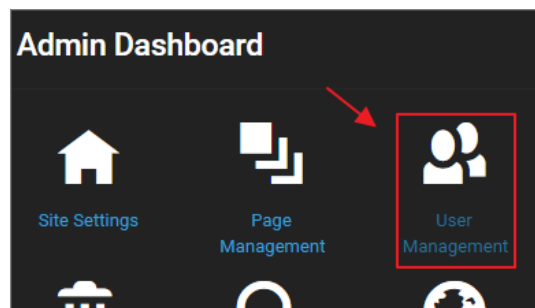 Admin Dashboard
Site Settings
Page
Management
User
Management